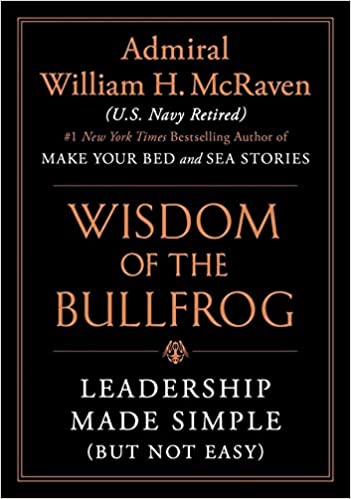 Admiral
William H. McRaven
(U.S. Navy Retired)
#1 New York Times Bestselling Author of
MAKE YOUR BED and SEA STORIES
WISDOM
OF THE
BULLFROG
LEADERSHIP
MADE SIMPLE
(BUT NOT EASY)